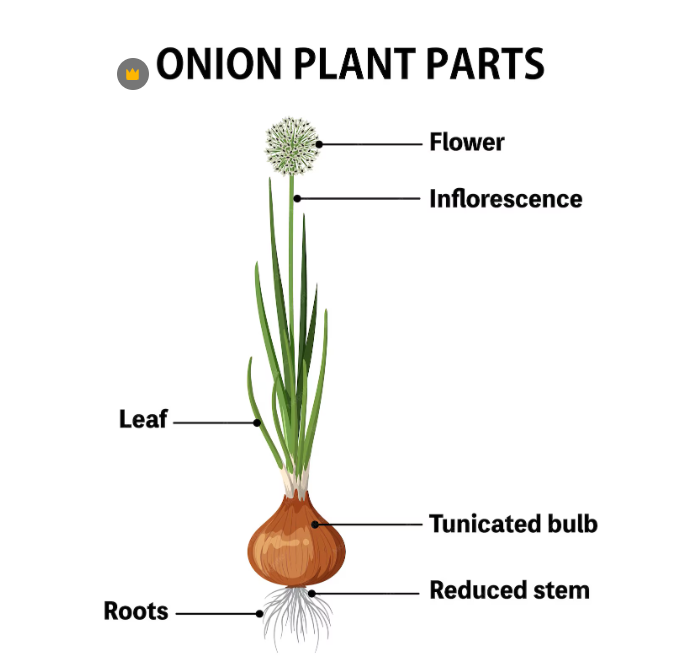 ONION PLANT PARTS
Flower
Inflorescence
Leaf
Tunicated bulb
Reduced stem
Roots